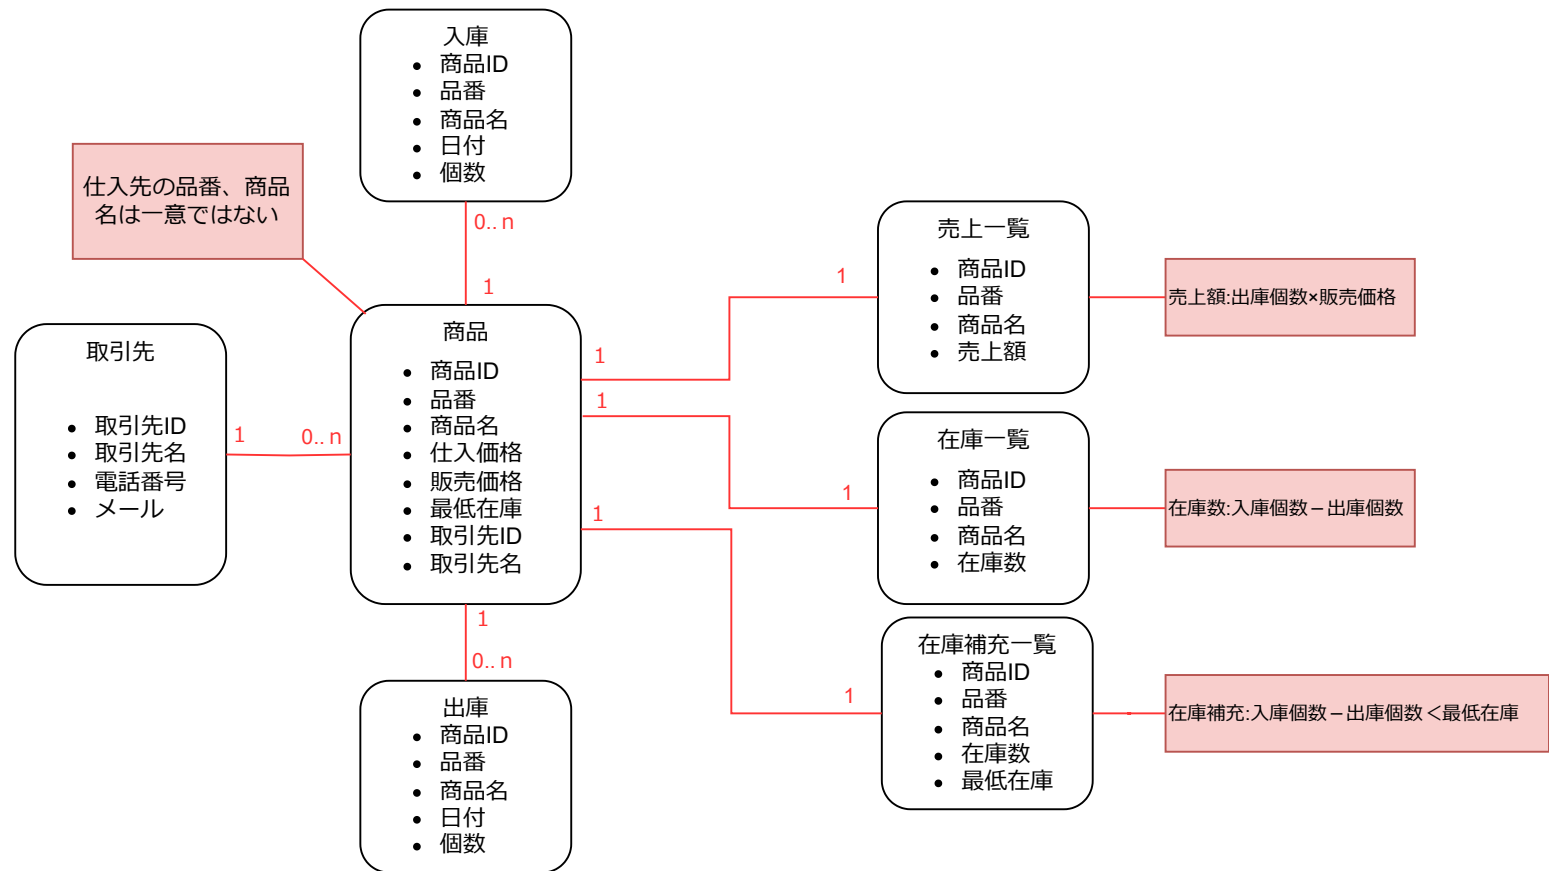 入庫
商品ID
品番
商品名
日付
個数
仕入先の品番、商品
名は一意ではない
0..n
1
取引先
取引先ID
取引先名
電話番号
メール
1
0..n
商品
商品ID
品番
商品名
仕入価格
販売価格
最低在庫
取引先ID
取引先名
1
1
売上一覧
商品ID
品番
商品名
売上額
売上額:出庫個数×販売価格
1
1
在庫一覧
商品ID
品番
商品名
在庫数
在庫数:入庫個数－出庫個数
1
1
在庫補充一覧
商品ID
品番
商品名
在庫数
最低在庫
在庫補充:入庫個数－出庫個数＜最低在庫
1
0..n
出庫
商品ID
品番
商品名
日付
個数